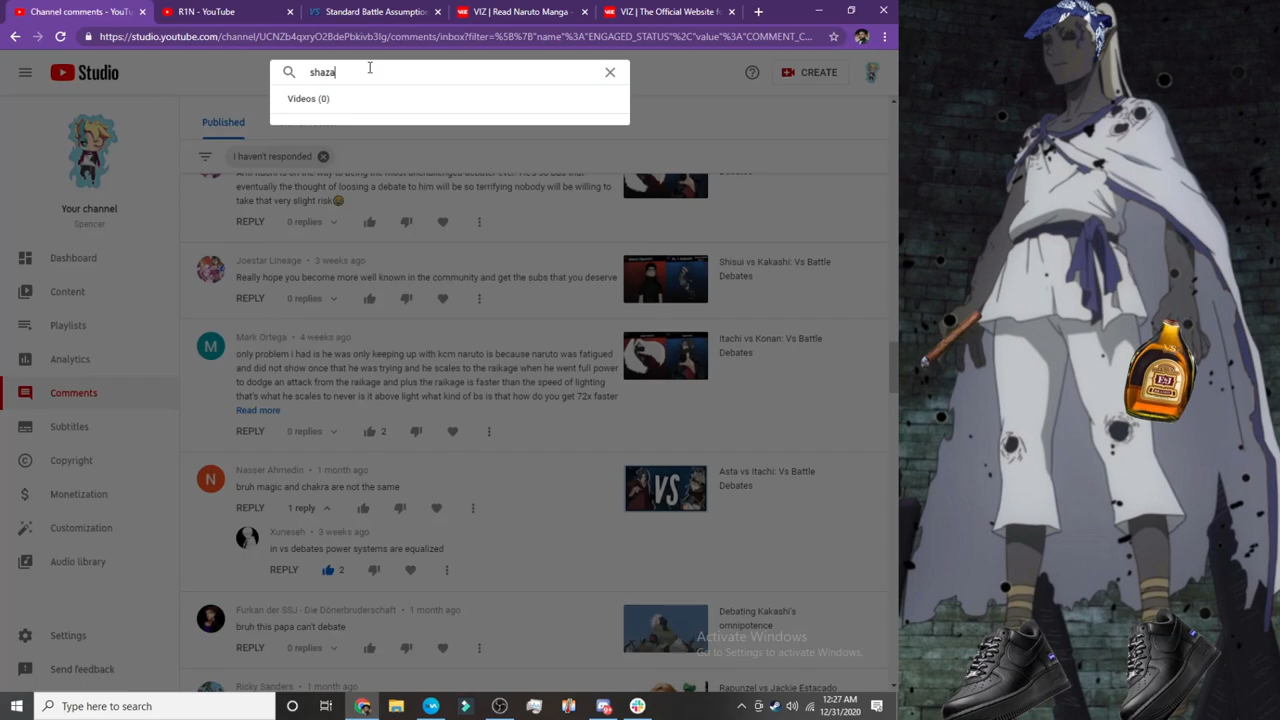 Channel comments - YouTu
R1N - YouTube
VS Standard Battle Assumption
VIZ | Read Naruto Manga -
VIZ | The Official Website for
https://studio.youtube.com/channel/UCNZb4qxryO2BdePbkivb3lg/comments/inbox?filter=%5B%7B"name"%3A"ENGAGED_STATUS"%2C"value"%3A"COMMENT_C...
Studio
shaza
CREATE
Videos (0)
Published
I haven't responded
Your channel
Spencer
Dashboard
Content
Playlists
Analytics
Comments
Subtitles
Copyright
Monetization
Customization
Audio library
Settings
Send feedback
eventually the thought of loosing a debate to him will be so terrifying nobody will be willing to
take that very slight risk😂
Debates
REPLY 0 replies
Joestar Lineage • 3 weeks ago
Really hope you become more well known in the community and get the subs that you deserve
REPLY 0 replies
Shisui vs Kakashi: Vs Battle
Debates
Mark Ortega • 4 weeks ago
only problem i had is he was only keeping up with kcm naruto is because naruto was fatigued
and did not show once that he was trying and he scales to the raikage when he went full power
to dodge an attack from the raikage and plus the raikage is faster than the speed of lighting
that's what he scales to never is it above light what kind of bs is that how do you get 72x faster
Read more
REPLY 0 replies 2
Itachi vs Konan: Vs Battle
Debates
M
Nasser Ahmedin • 1 month ago
bruh magic and chakra are not the same
REPLY 1 reply
N
VS
Asta vs Itachi: Vs Battle
Debates
Xuneseh • 3 weeks ago
in vs debates power systems are equalized
REPLY 2
Furkan der SSJ - Die Dönerbruderschaft • 1 month ago
bruh this papa can't debate
REPLY 0 replies
Debating Kakashi's
omnipotence
Activate Windows
Go to Settings to activate Windows.
Ricky Sanders • 1 month ago
Rapunzel vs Jackie Estacado
VS
E&J
Type here to search
12:27 AM
12/31/2020